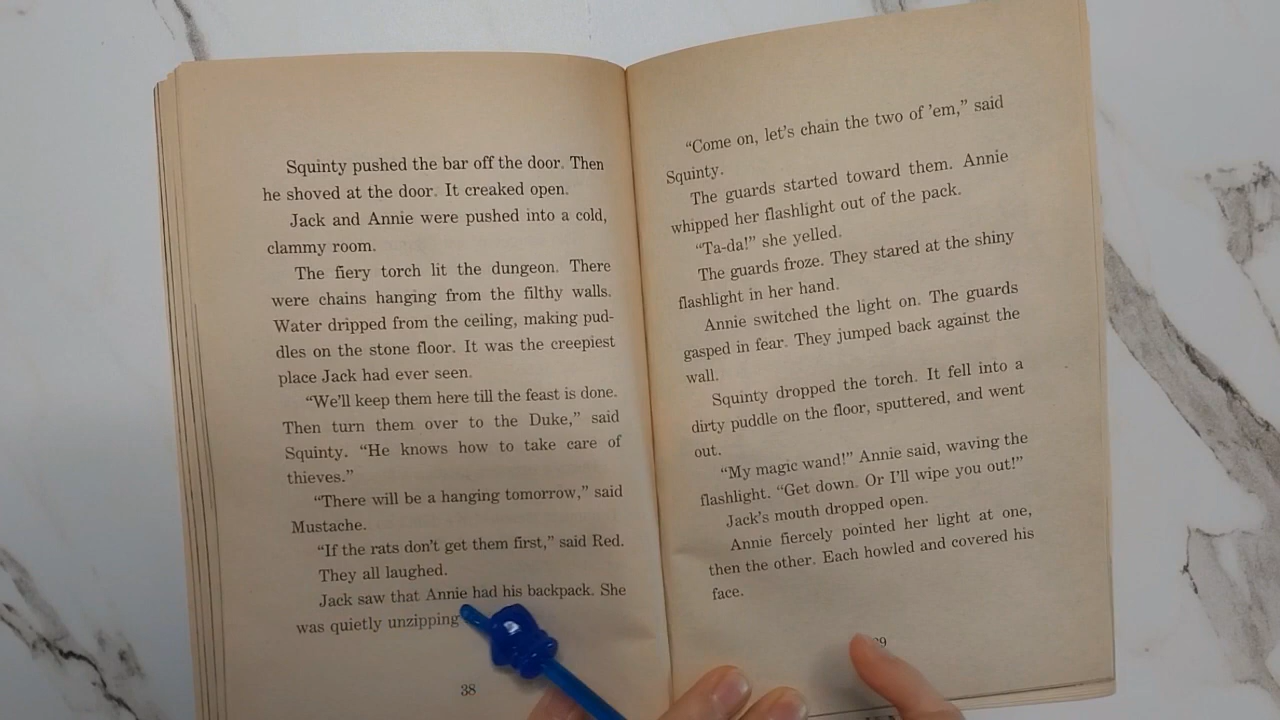 Squinty pushed the bar off the door. Then
he shoved at the door. It creaked open.
Jack and Annie were pushed into a cold,
clammy room.
The fiery torch lit the dungeon. There
were chains hanging from the filthy walls.
Water dripped from the ceiling, making pud-
dles on the stone floor. It was the creepiest
place Jack had ever seen.
“We’ll keep them here till the feast is done.
Then turn them over to the Duke,” said
Squinty. “He knows how to take care of
thieves.”
“There will be a hanging tomorrow,” said
Mustache.
“If the rats don’t get them first,” said Red.
They all laughed.
Jack saw that Annie had his backpack. She
was quietly unzipping
38
“Come on, let’s chain the two of ’em,” said
Squinty.
The guards started toward them. Annie
whipped her flashlight out of the pack.
“Ta-da!” she yelled.
The guards froze. They stared at the shiny
flashlight in her hand.
Annie switched the light on. The guards
gasped in fear. They jumped back against the
wall.
Squinty dropped the torch. It fell into a
dirty puddle on the floor, sputtered, and went
out.
“My magic wand!” Annie said, waving the
flashlight. “Get down. Or I’ll wipe you out!”
Jack’s mouth dropped open.
Annie fiercely pointed her light at one,
then the other. Each howled and covered his
face.